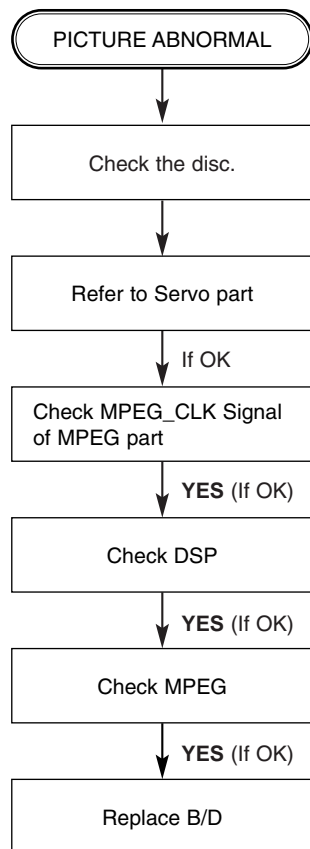 PICTURE ABNORMAL
Check the disc.
Refer to Servo part
If OK
Check MPEG_CLK Signal
of MPEG part
YES (If OK)
Check DSP
YES (If OK)
Check MPEG
YES (If OK)
Replace B/D